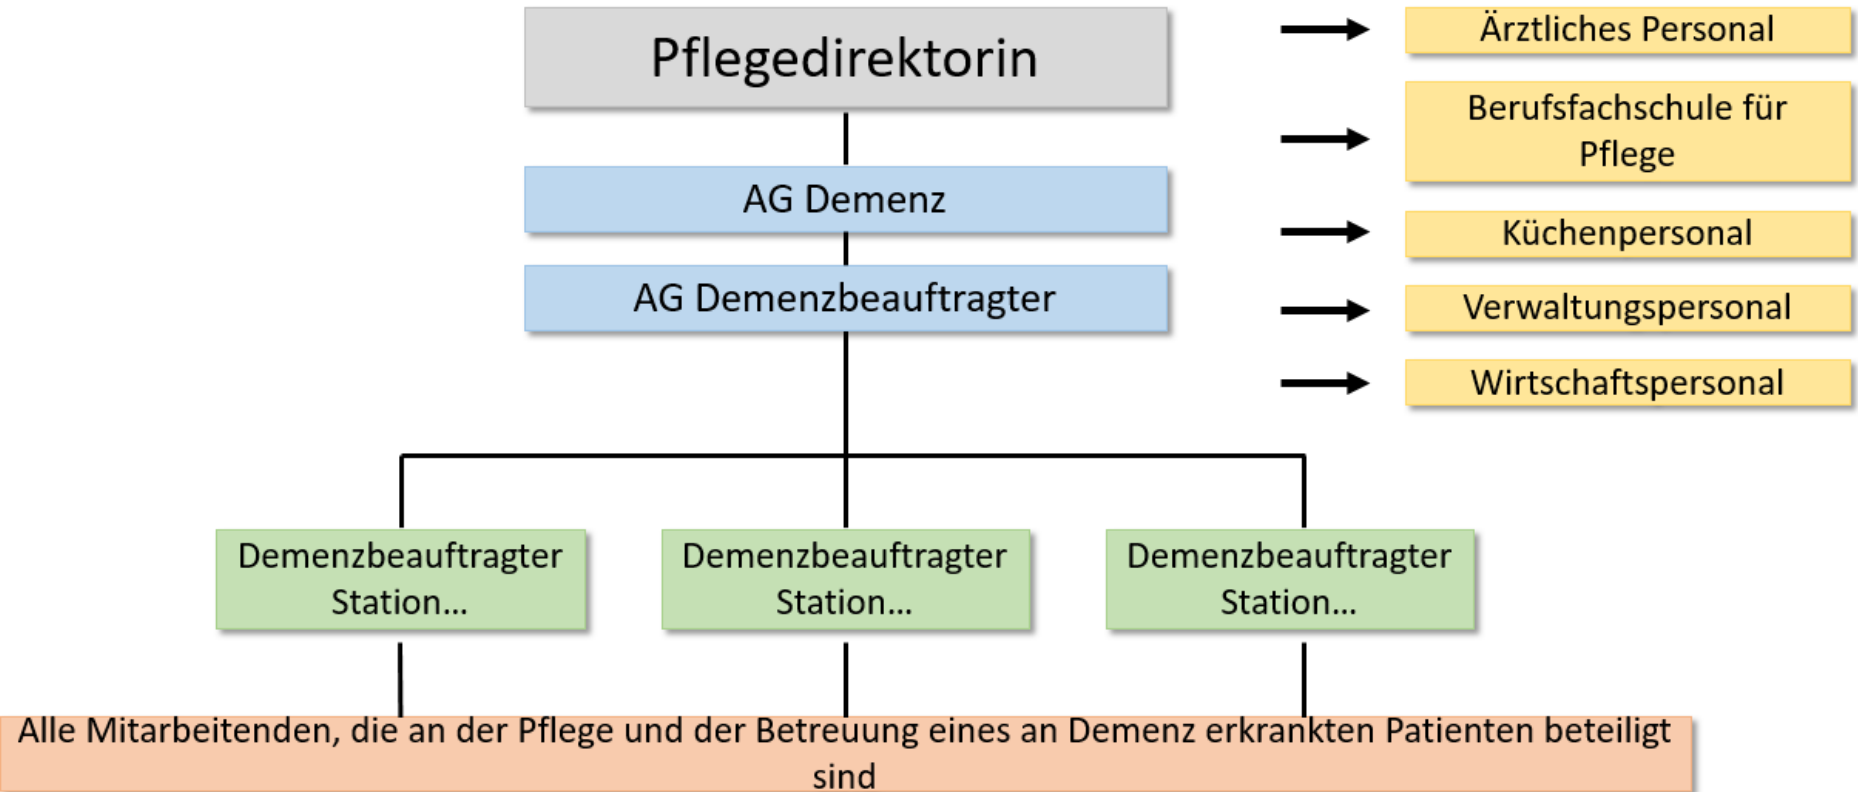 Pflegedirektorin
AG Demenz
AG Demenzbeauftragter
Ärztliches Personal
Berufsfachschule für
Pflege
Küchenpersonal
Verwaltungspersonal
Wirtschaftspersonal
Demenzbeauftragter
Station...
Demenzbeauftragter
Station...
Demenzbeauftragter
Station...
Alle Mitarbeitenden, die an der Pflege und der Betreuung eines an Demenz erkrankten Patienten beteiligt
sind